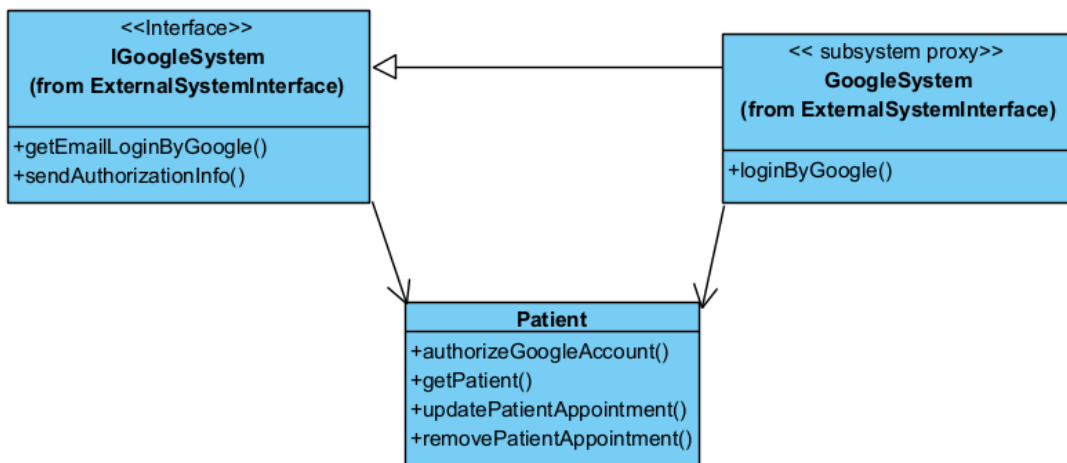 <<Interface>>
IGoogleSystem
(from ExternalSystemInterface)
+getEmailLoginByGoogle()
+sendAuthorizationInfo()
<< subsystem proxy>>
GoogleSystem
(from ExternalSystemInterface)
+loginByGoogle()
Patient
+authorizeGoogleAccount()
+getPatient()
+updatePatientAppointment()
+removePatientAppointment()